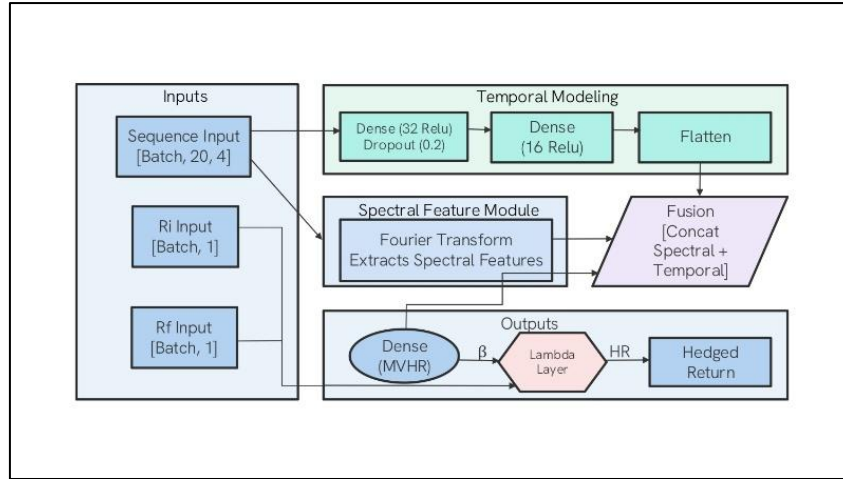 Inputs
Sequence Input
[Batch, 20, 4]
Ri Input
[Batch, 1]
Rf Input
[Batch, 1]
Temporal Modeling
Dense (32 Relu)
Dropout (0.2)
Dense
(16 Relu)
Flatten
Spectral Feature Module
Fourier Transform
Extracts Spectral Features
Fusion
[Concat
Spectral +
Temporal]
Outputs
Dense
(MVHR)
β
Lambda
Layer
HR
Hedged
Return